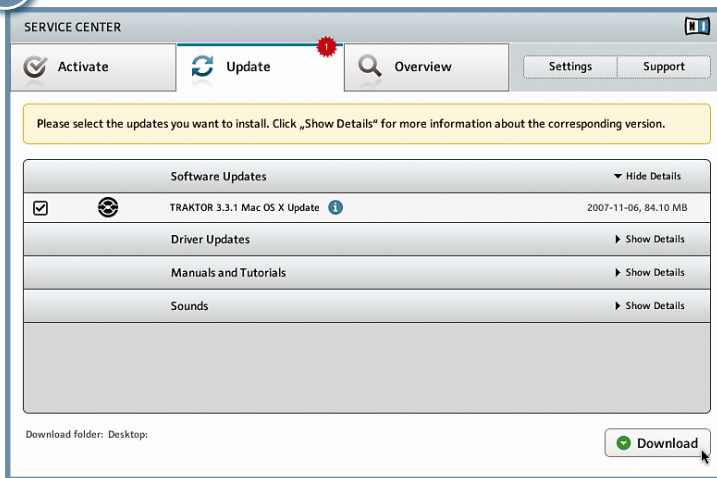 SERVICE CENTER
NI
Activate
Update
1
Overview
Settings
Support
Please select the updates you want to install. Click „Show Details“ for more information about the corresponding version.
Software Updates
Hide Details
TRAKTOR 3.3.1 Mac OS X Update
i
2007-11-06, 84.10 MB
Driver Updates
Show Details
Manuals and Tutorials
Show Details
Sounds
Show Details
Download folder: Desktop:
Download